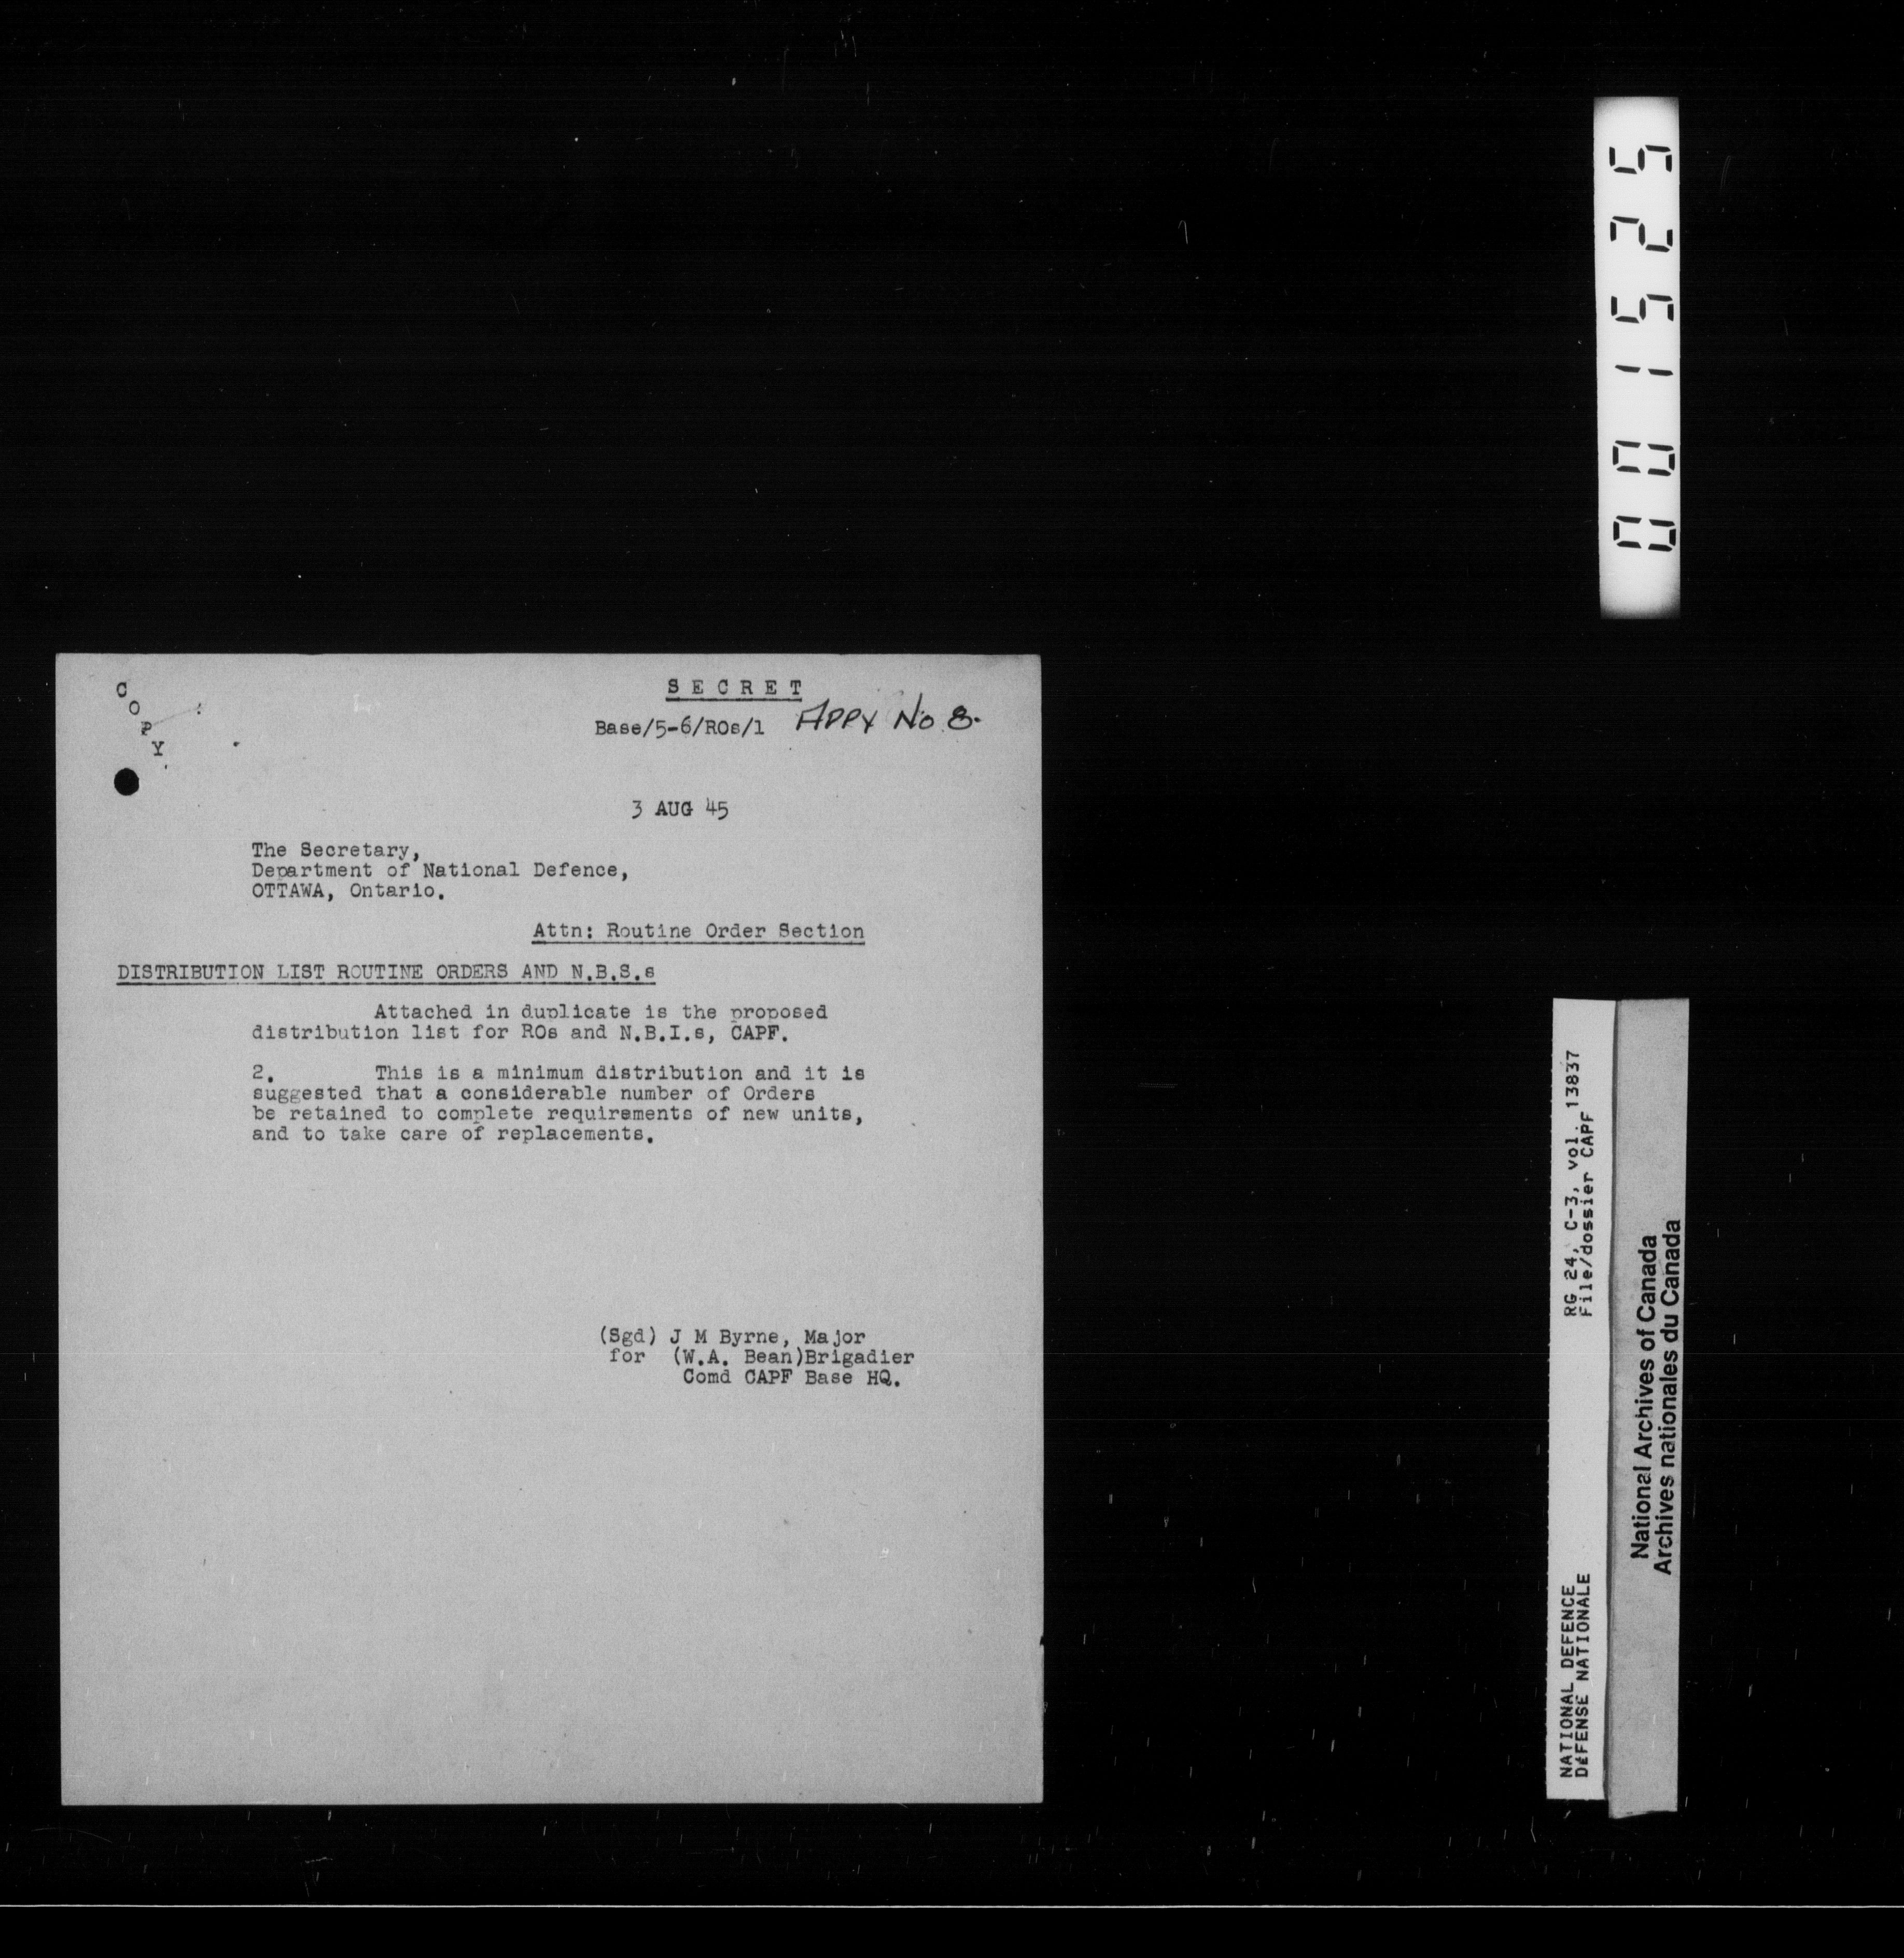 C
O
P
Y
S E C R E T
Base/5-6/ROs/1 APPX No 8.
3 AUG 45
The Secretary,
Department of National Defence,
OTTAWA, Ontario.
Attn: Routine Order Section
DISTRIBUTION LIST ROUTINE ORDERS AND N.B.S.s
Attached in duplicate is the proposed
distribution list for ROs and N.B.I.s, CAPF.
2. This is a minimum distribution and it is
suggested that a considerable number of Orders
be retained to complete requirements of new units,
and to take care of replacements.
(Sgd) J M Byrne, Major
for (W.A. Bean)Brigadier
Comd CAPF Base HQ.
001525
NATIONAL DEFENCE RG 24, C-3, vol. 13837
DéFENSE NATIONALE File/dossier CAPF
National Archives of Canada
Archives nationales du Canada